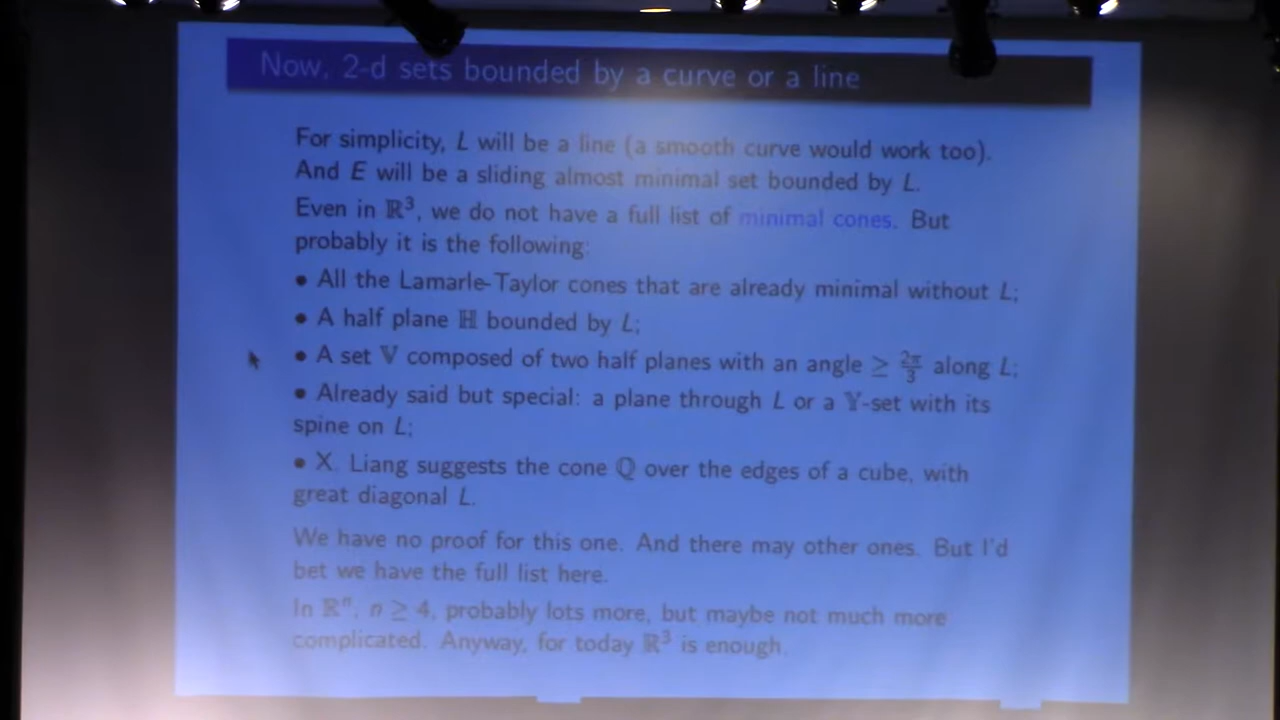 Now, 2-d sets bounded by a curve or a line
For simplicity, L will be a line (a smooth curve would work too).
And E will be a sliding almost minimal set bounded by L.
Even in ℝ³, we do not have a full list of minimal cones. But
probably it is the following:
• All the Lamarle-Taylor cones that are already minimal without L;
• A half plane ℍ bounded by L;
• A set 𝕍 composed of two half planes with an angle ≥ 2π/3 along L;
• Already said but special: a plane through L or a 𝕐-set with its
spine on L;
• X. Liang suggests the cone ℚ over the edges of a cube, with
great diagonal L.
We have no proof for this one. And there may other ones. But I'd
bet we have the full list here.
In ℝⁿ, n ≥ 4, probably lots more, but maybe not much more
complicated. Anyway, for today ℝ³ is enough.